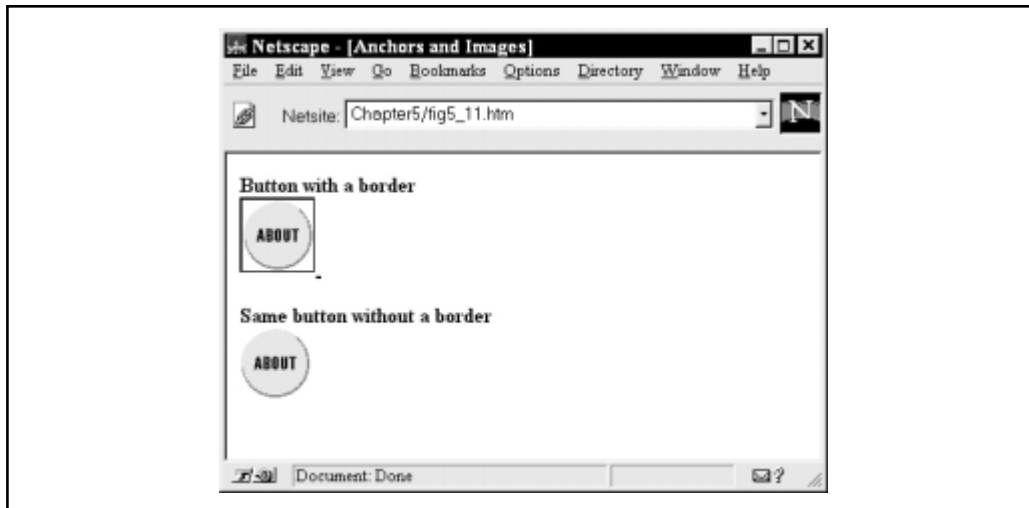 Netscape - [Anchors and Images]
File Edit View Go Bookmarks Options Directory Window Help
Netsite: Chapter5/fig5_11.htm
N
Button with a border
ABOUT
Same button without a border
ABOUT
Document: Done
?